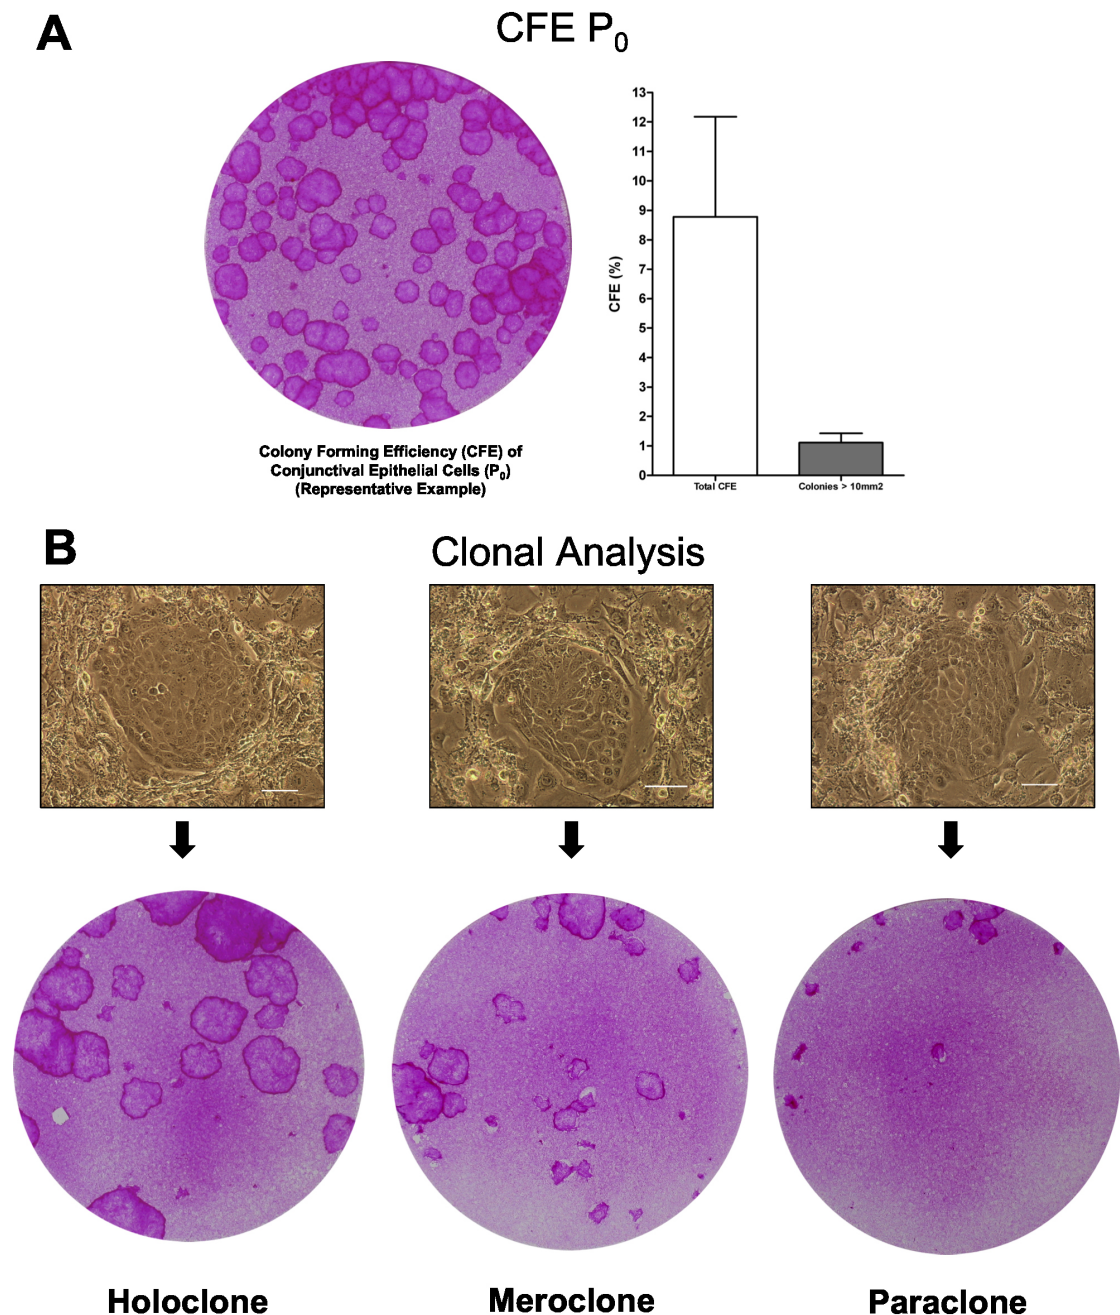 A
CFE P₀
13
12
11
10
9
8
7
6
5
4
3
2
1
0
CFE (%)
Total CFE
Colonies > 10mm2
Colony Forming Efficiency (CFE) of
Conjunctival Epithelial Cells (P₀)
(Representative Example)
B
Clonal Analysis
Holoclone
Meroclone
Paraclone